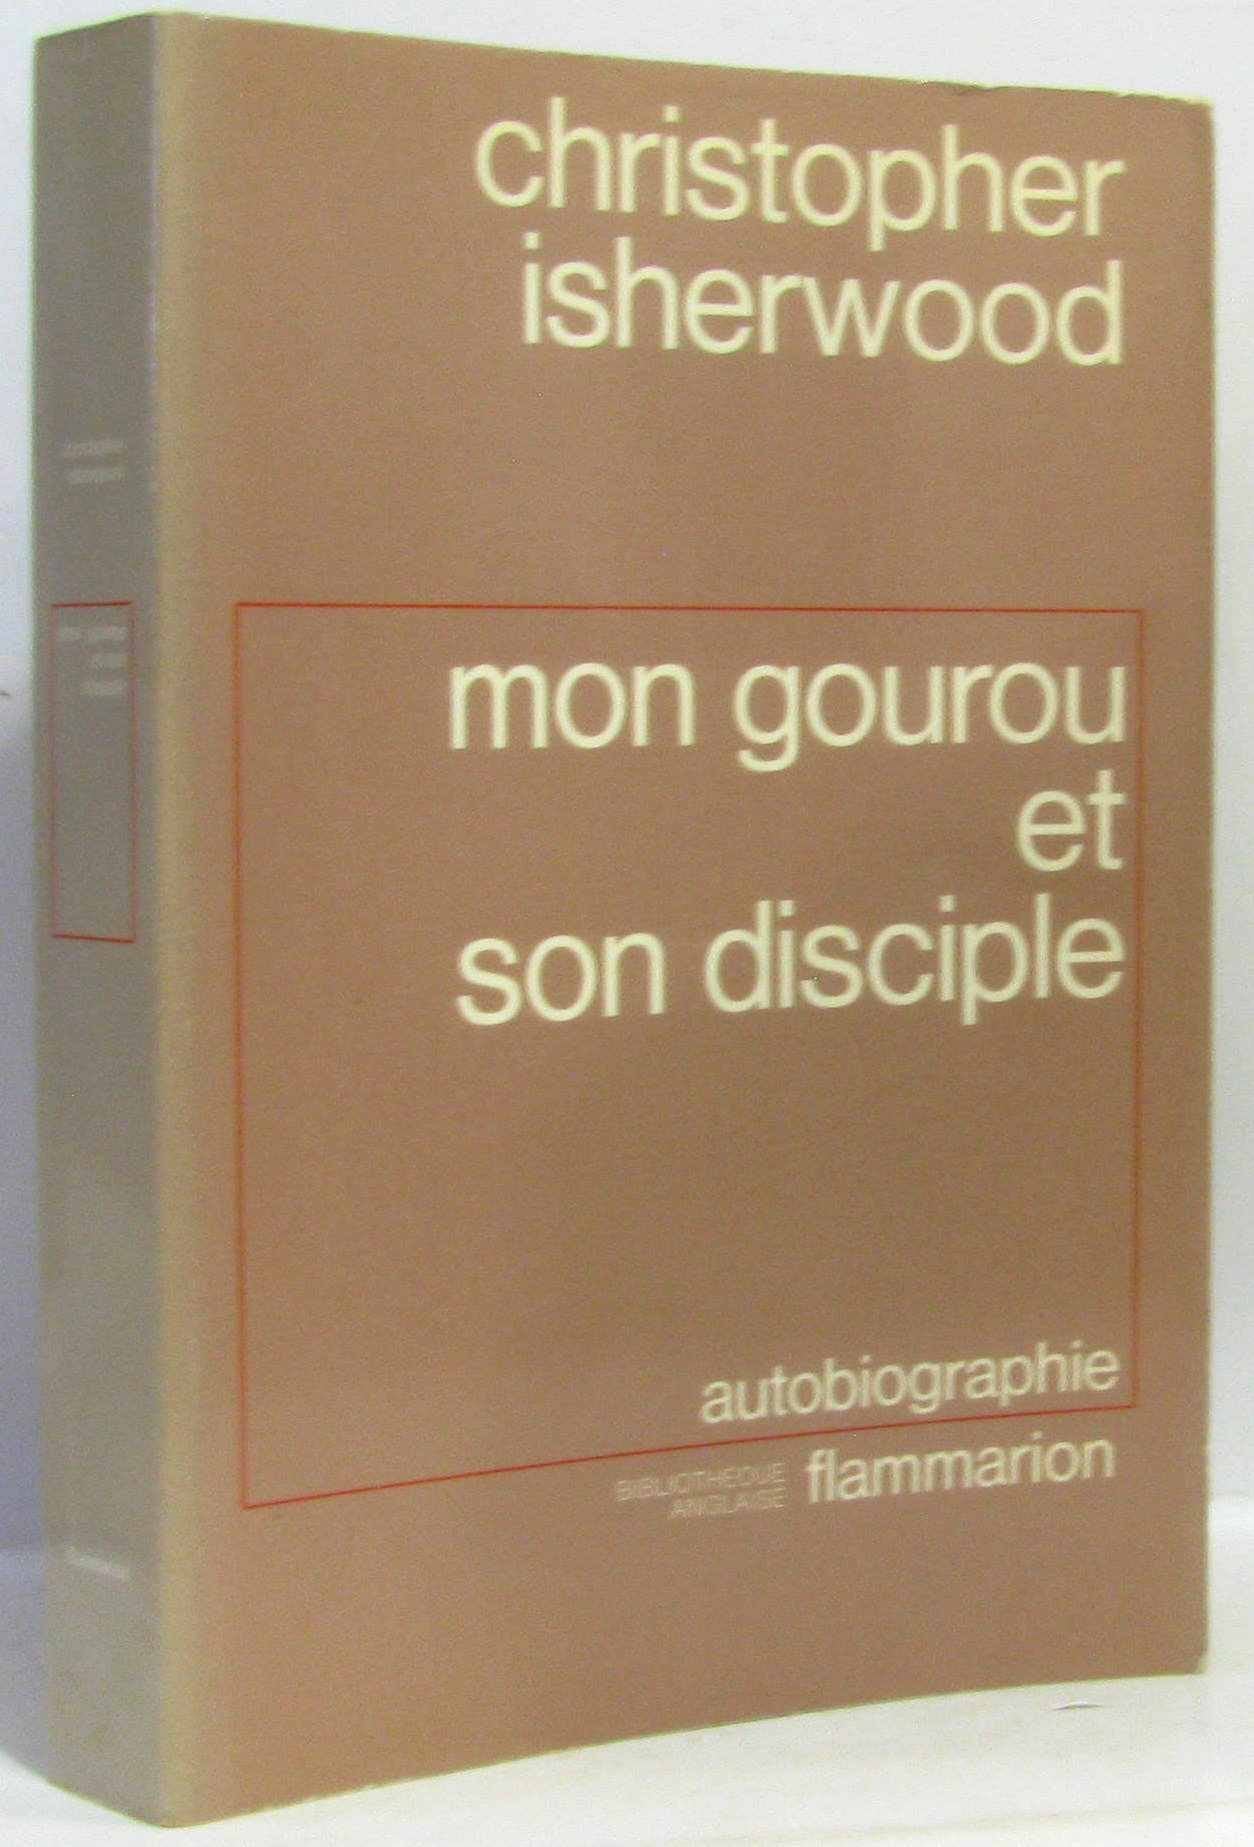 christopher
isherwood
mon gourou
et
son disciple
autobiographie
BIBLIOTHEQUE
ANGLAISE
flammarion